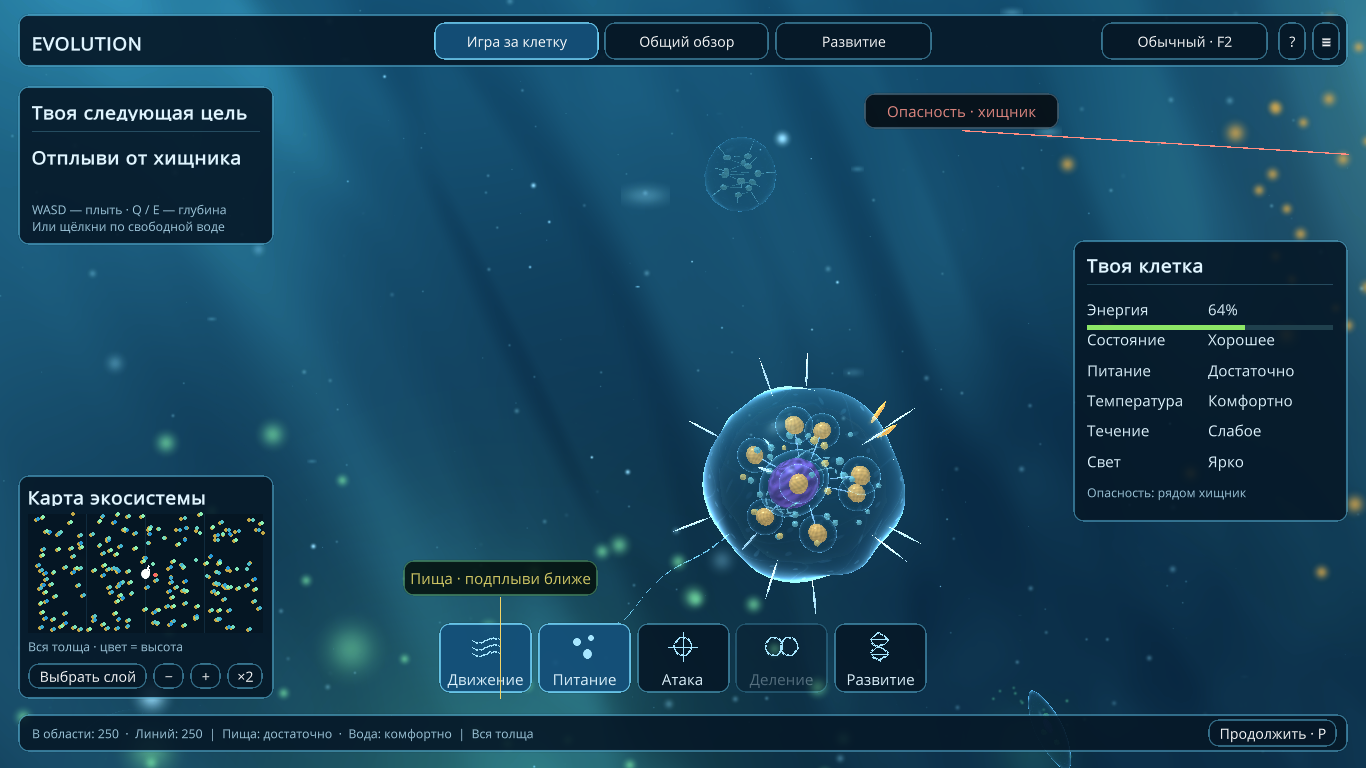 EVOLUTION
Игра за клетку
Общий обзор
Развитие
Обычный · F2
?
≡
Твоя следующая цель
Отплыви от хищника
WASD — плыть · Q / E — глубина
Или щёлкни по свободной воде
Опасность · хищник
Твоя клетка
Энергия 64%
Состояние Хорошее
Питание Достаточно
Температура Комфортно
Течение Слабое
Свет Ярко
Опасность: рядом хищник
Карта экосистемы
Вся толща · цвет = высота
Выбрать слой − + ×2
Пища · подплыви ближе
Движение
Питание
Атака
Деление
Развитие
В области: 250 · Линий: 250 | Пища: достаточно · Вода: комфортно | Вся толща
Продолжить · P